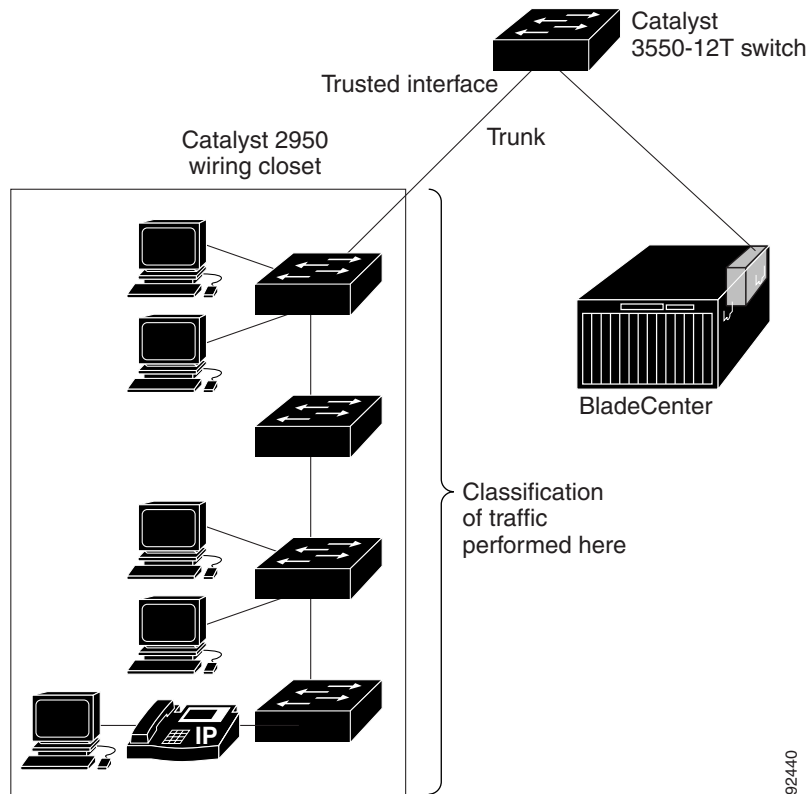 Catalyst
3550-12T switch
Trusted interface
Trunk
Catalyst 2950
wiring closet
BladeCenter
Classification
of traffic
performed here
IP
92440